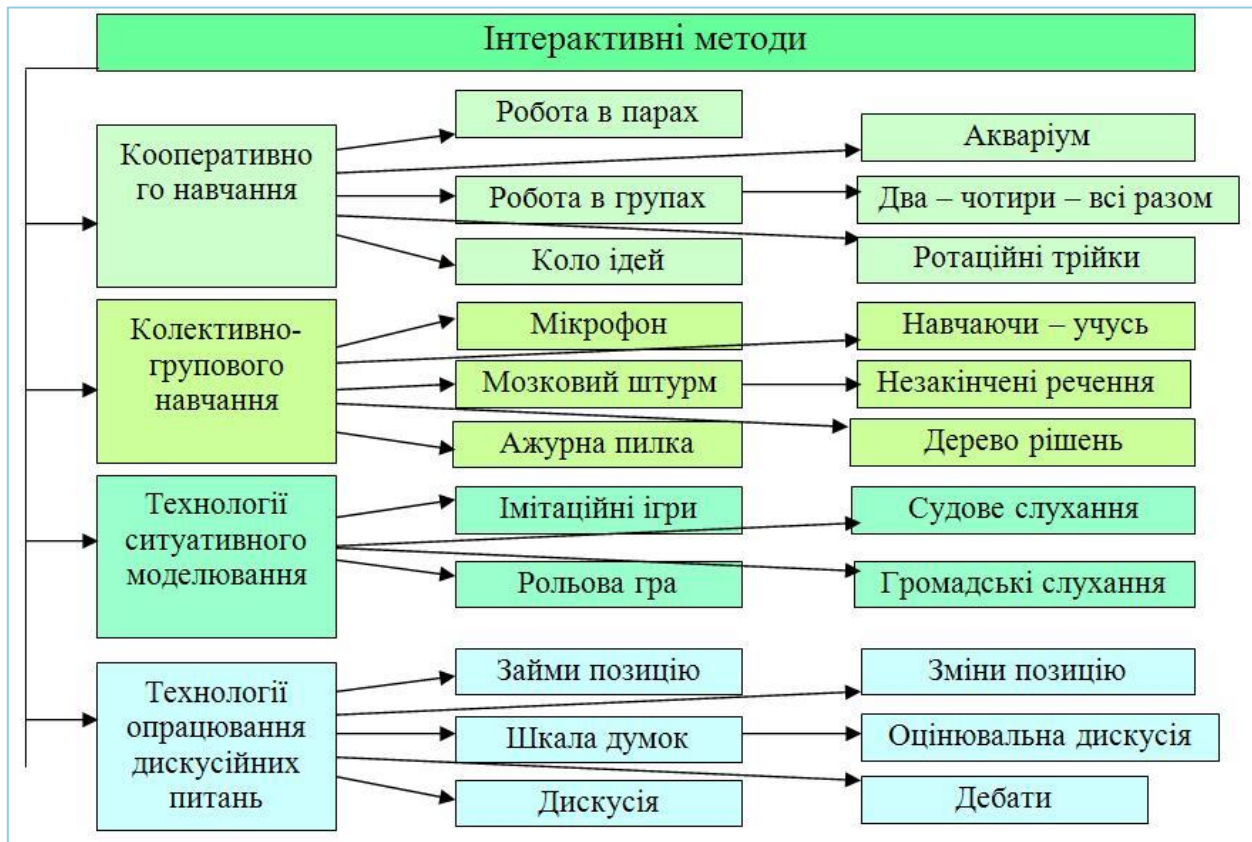 Інтерактивні методи
Кооперативно
го навчання
Робота в парах
Акваріум
Робота в групах
Два – чотири – всі разом
Коло ідей
Ротаційні трійки
Колективно-
групового
навчання
Мікрофон
Навчаючи – учусь
Мозковий штурм
Незакінчені речення
Ажурна пилка
Дерево рішень
Технології
ситуативного
моделювання
Імітаційні ігри
Судове слухання
Рольова гра
Громадські слухання
Технології
опрацювання
дискусійних
питань
Займи позицію
Зміни позицію
Шкала думок
Оцінювальна дискусія
Дискусія
Дебати